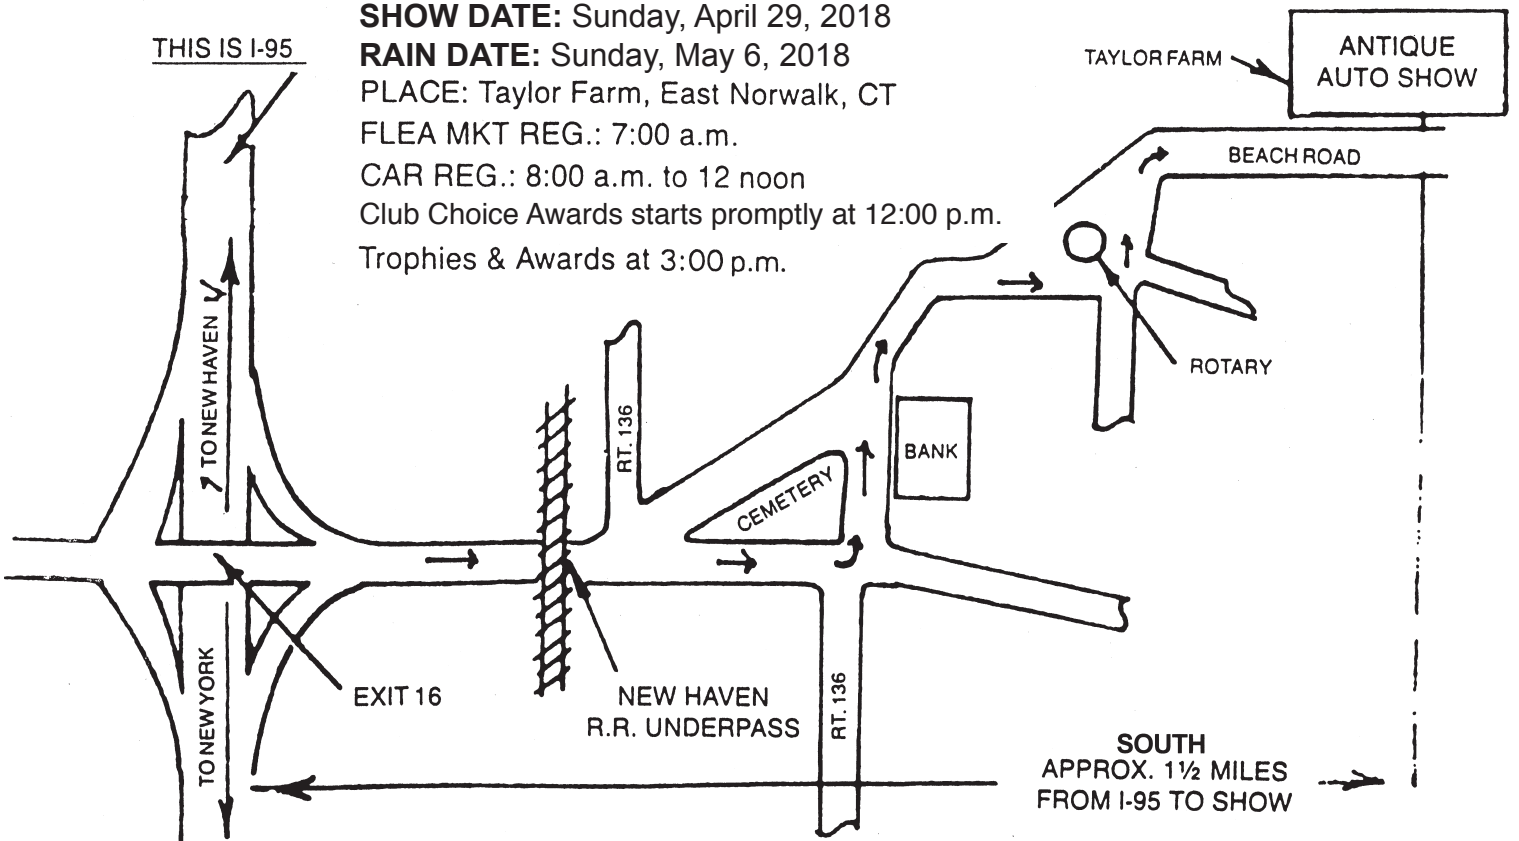 SHOW DATE: Sunday, April 29, 2018
RAIN DATE: Sunday, May 6, 2018
PLACE: Taylor Farm, East Norwalk, CT
FLEA MKT REG.: 7:00 a.m.
CAR REG.: 8:00 a.m. to 12 noon
Club Choice Awards starts promptly at 12:00 p.m.
Trophies & Awards at 3:00 p.m.
THIS IS I-95
TAYLOR FARM
ANTIQUE
AUTO SHOW
BEACH ROAD
ROTARY
TO NEW HAVEN
RT. 136
BANK
CEMETERY
EXIT 16
NEW HAVEN
R.R. UNDERPASS
TO NEW YORK
RT. 136
SOUTH
APPROX. 1½ MILES
FROM I-95 TO SHOW